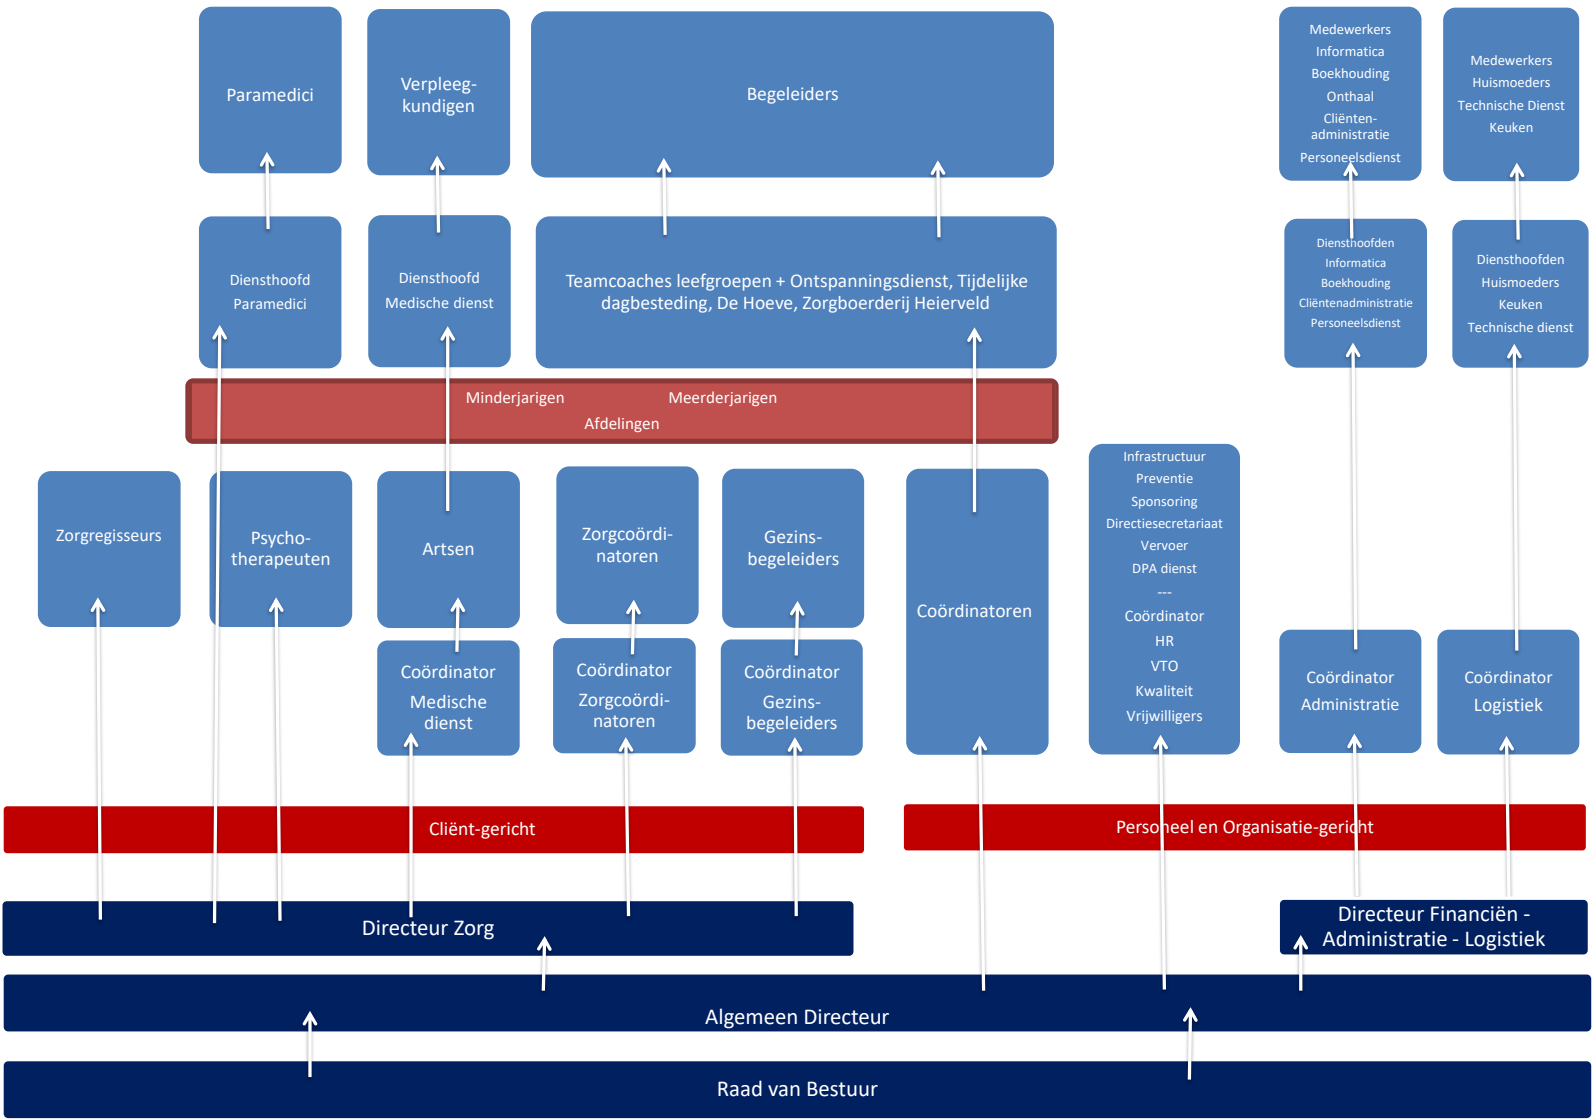 Paramedici
Verpleeg-
kundigen
Begeleiders
Medewerkers
Informatica
Boekhouding
Onthaal
Cliënten-
administratie
Personeelsdienst
Medewerkers
Huismoeders
Technische Dienst
Keuken
Diensthoofd
Paramedici
Diensthoofd
Medische dienst
Teamcoaches leefgroepen + Ontspanningsdienst, Tijdelijke
dagbesteding, De Hoeve, Zorgboerderij Heierveld
Diensthoofden
Informatica
Boekhouding
Cliëntenadministratie
Personeelsdienst
Diensthoofden
Huismoeders
Keuken
Technische dienst
Minderjarigen Meerderjarigen
Afdelingen
Zorgregisseurs
Psycho-
therapeuten
Artsen
Zorgcoördi-
natoren
Gezins-
begeleiders
Coördinatoren
Infrastructuur
Preventie
Sponsoring
Directiesecretariaat
Vervoer
DPA dienst
---
Coördinator
HR
VTO
Kwaliteit
Vrijwilligers
Coördinator
Medische
dienst
Coördinator
Zorgcoördi-
natoren
Coördinator
Gezins-
begeleiders
Coördinator
Administratie
Coördinator
Logistiek
Cliënt-gericht
Personeel en Organisatie-gericht
Directeur Zorg
Directeur Financiën -
Administratie - Logistiek
Algemeen Directeur
Raad van Bestuur